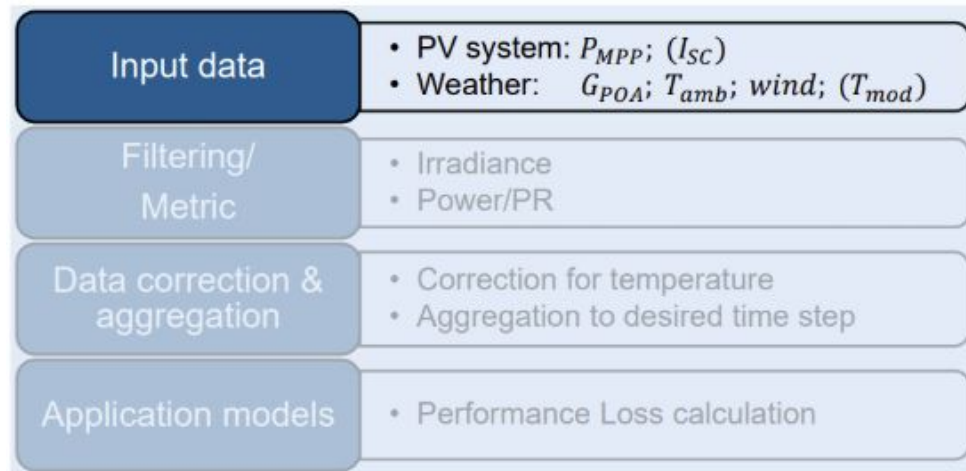 Input data
• PV system: P_MPP; (I_SC)
• Weather: G_POA; T_amb; wind; (T_mod)
Filtering/
Metric
• Irradiance
• Power/PR
Data correction &
aggregation
• Correction for temperature
• Aggregation to desired time step
Application models
• Performance Loss calculation